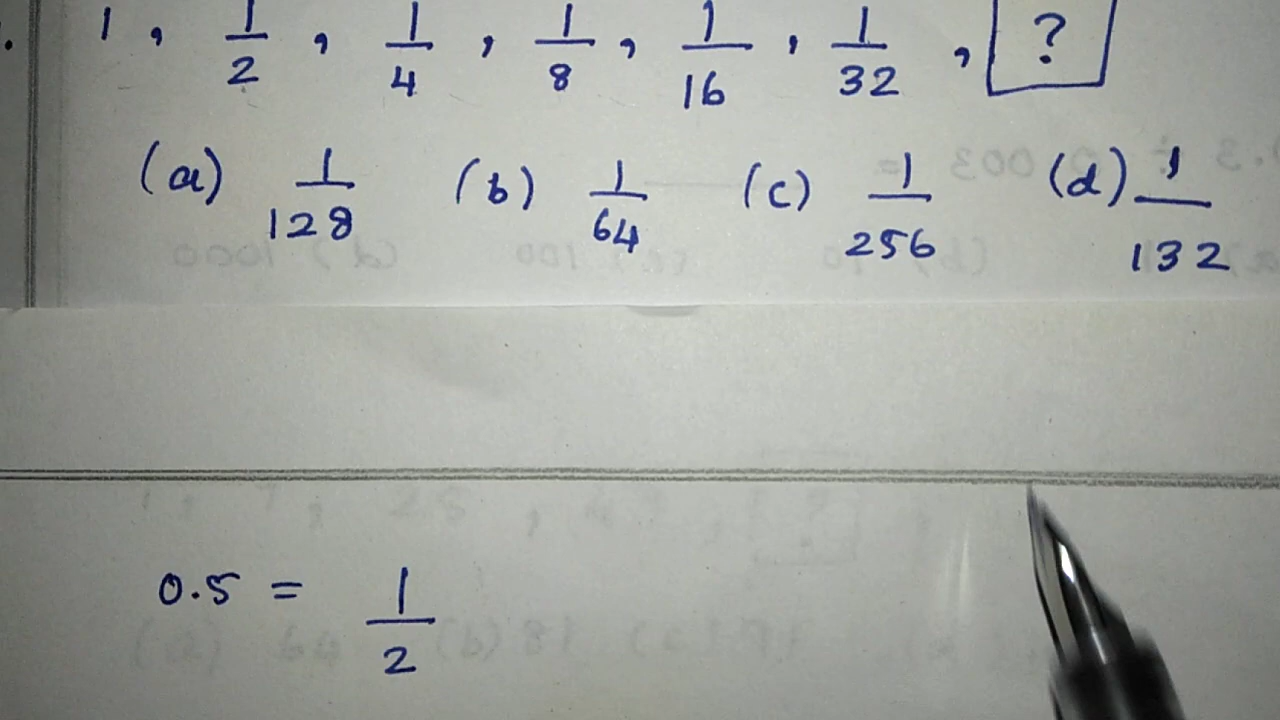 . 1 , 1/2 , 1/4 , 1/8 , 1/16 , 1/32 , ?
(a) 1/128 (b) 1/64 (c) 1/256 (d) 1/132
0.5 = 1/2